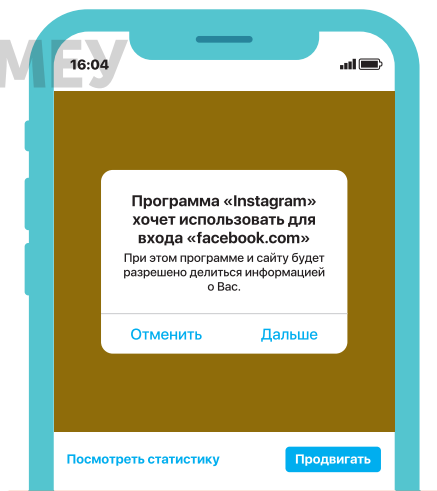 МЕУ
16:04
Программа «Instagram»
хочет использовать для
входа «facebook.com»
При этом программе и сайту будет
разрешено делиться информацией
о Вас.
Отменить Дальше
Посмотреть статистику Продвигать